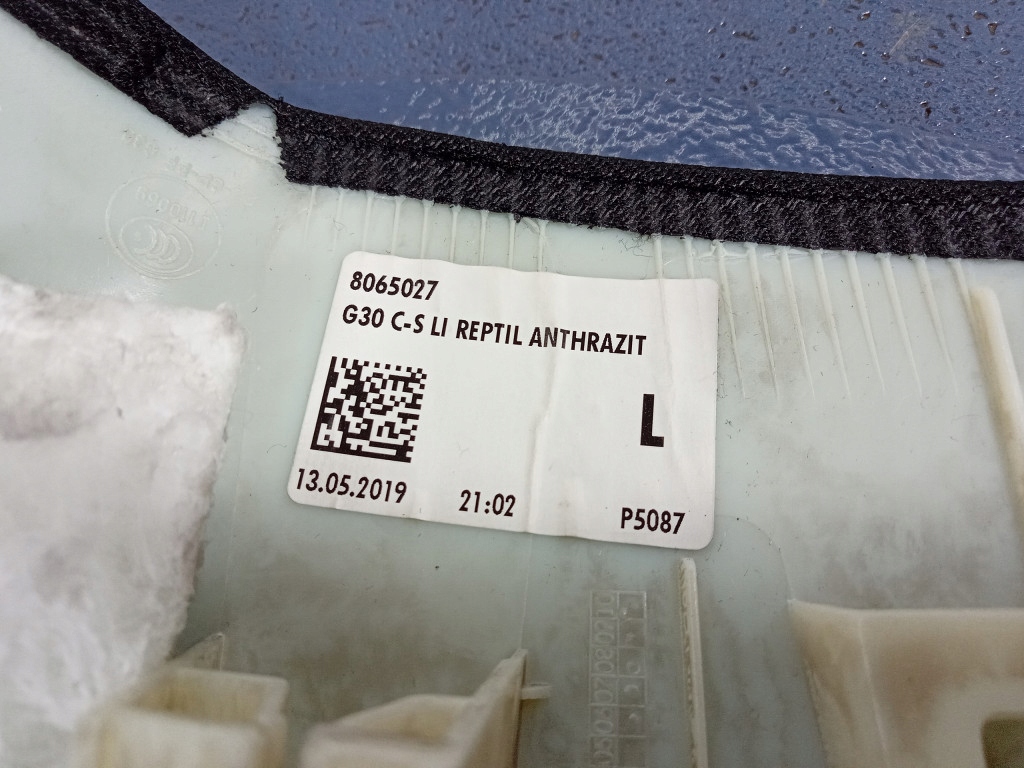 8065027
G30 C-S LI REPTIL ANTHRAZIT
L
13.05.2019 21:02 P5087